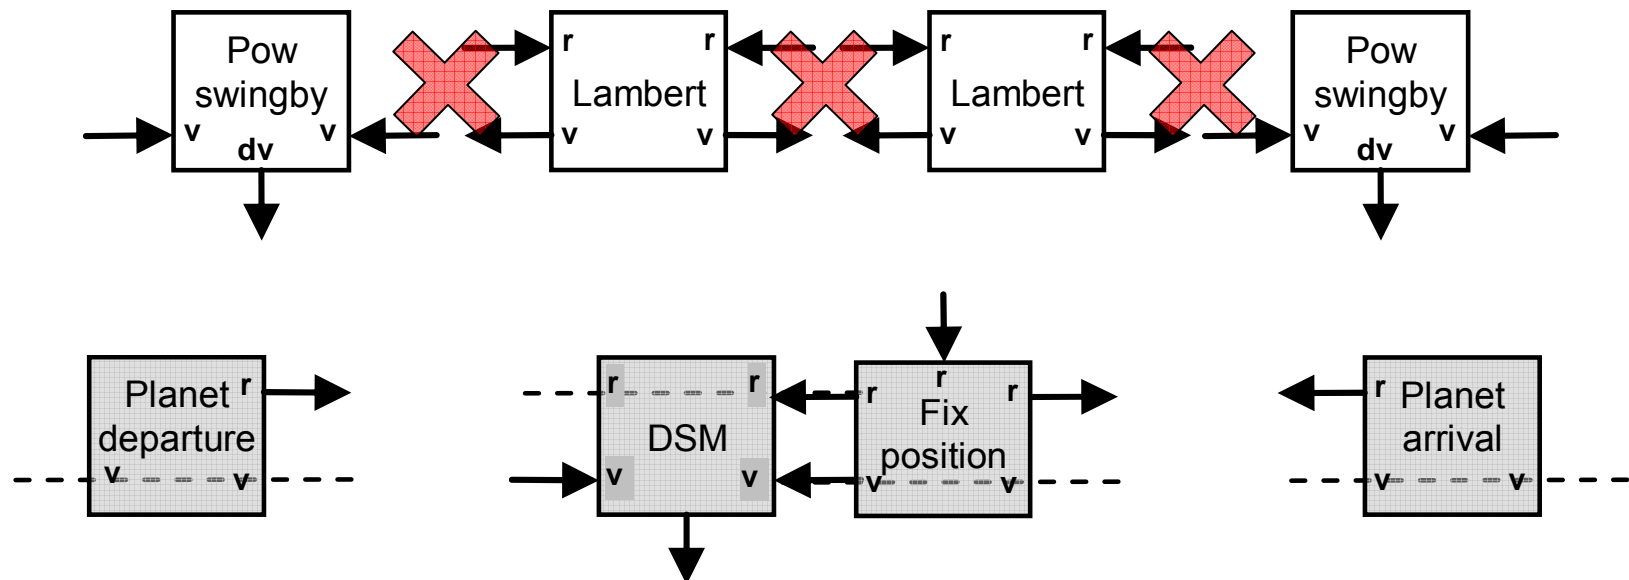 Pow
swingby
v
v
dv
r
r
Lambert
v
v
r
r
Lambert
v
v
Pow
swingby
v
v
dv
Planet
r
departure
v
v
r
r
DSM
v
v
r
r
r
Fix
position
v
v
r
Planet
arrival
v
v